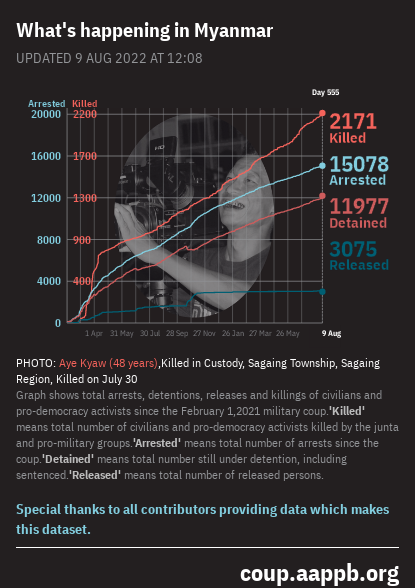 What's happening in Myanmar
UPDATED 9 AUG 2022 AT 12:08
Day 555
Arrested Killed
20000 2200
2171
Killed
16000 1700
15078
Arrested
12000 1300
11977
Detained
8000 900
3075
Released
4000 400
0
1 Apr 31 May 30 Jul 28 Sep 27 Nov 26 Jan 27 Mar 26 May 9 Aug
PHOTO: Aye Kyaw (48 years),Killed in Custody, Sagaing Township, Sagaing
Region, Killed on July 30
Graph shows total arrests, detentions, releases and killings of civilians and
pro-democracy activists since the February 1,2021 military coup.'Killed'
means total number of civilians and pro-democracy activists killed by the junta
and pro-military groups.'Arrested' means total number of arrests since the
coup.'Detained' means total number still under detention, including
sentenced.'Released' means total number of released persons.
Special thanks to all contributors providing data which makes
this dataset.
coup.aappb.org